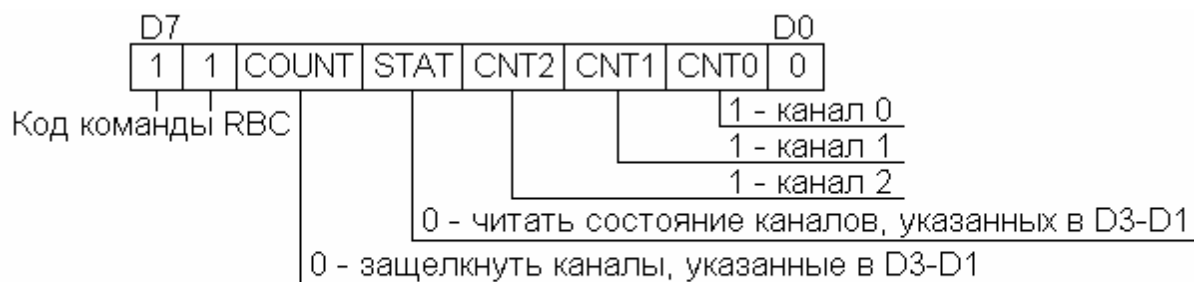 D7 D0
1 1 COUNT STAT CNT2 CNT1 CNT0 0
1 - канал 0
Код команды RBC
1 - канал 1
1 - канал 2
0 - читать состояние каналов, указанных в D3-D1
0 - защелкнуть каналы, указанные в D3-D1